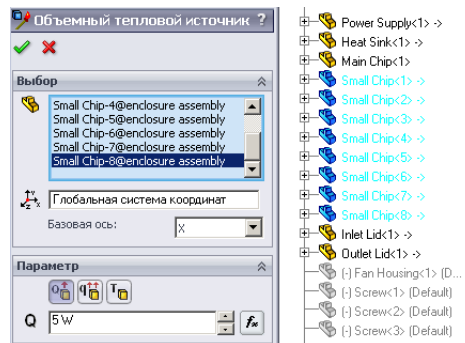 Объемный тепловой источник ?
Выбор
Small Chip-4@enclosure assembly
Small Chip-5@enclosure assembly
Small Chip-6@enclosure assembly
Small Chip-7@enclosure assembly
Small Chip-8@enclosure assembly
Глобальная система координат
Базовая ось:
X
Параметр
Q
5 W
Power Supply<1> ->
Heat Sink<1> ->
Main Chip<1>
Small Chip<1> ->
Small Chip<2> ->
Small Chip<3> ->
Small Chip<4> ->
Small Chip<5> ->
Small Chip<6> ->
Small Chip<7> ->
Small Chip<8> ->
Inlet Lid<1> ->
Outlet Lid<1> ->
(-) Fan Housing<1> (D...
(-) Screw<1> (Default)
(-) Screw<2> (Default)
(-) Screw<3> (Default)